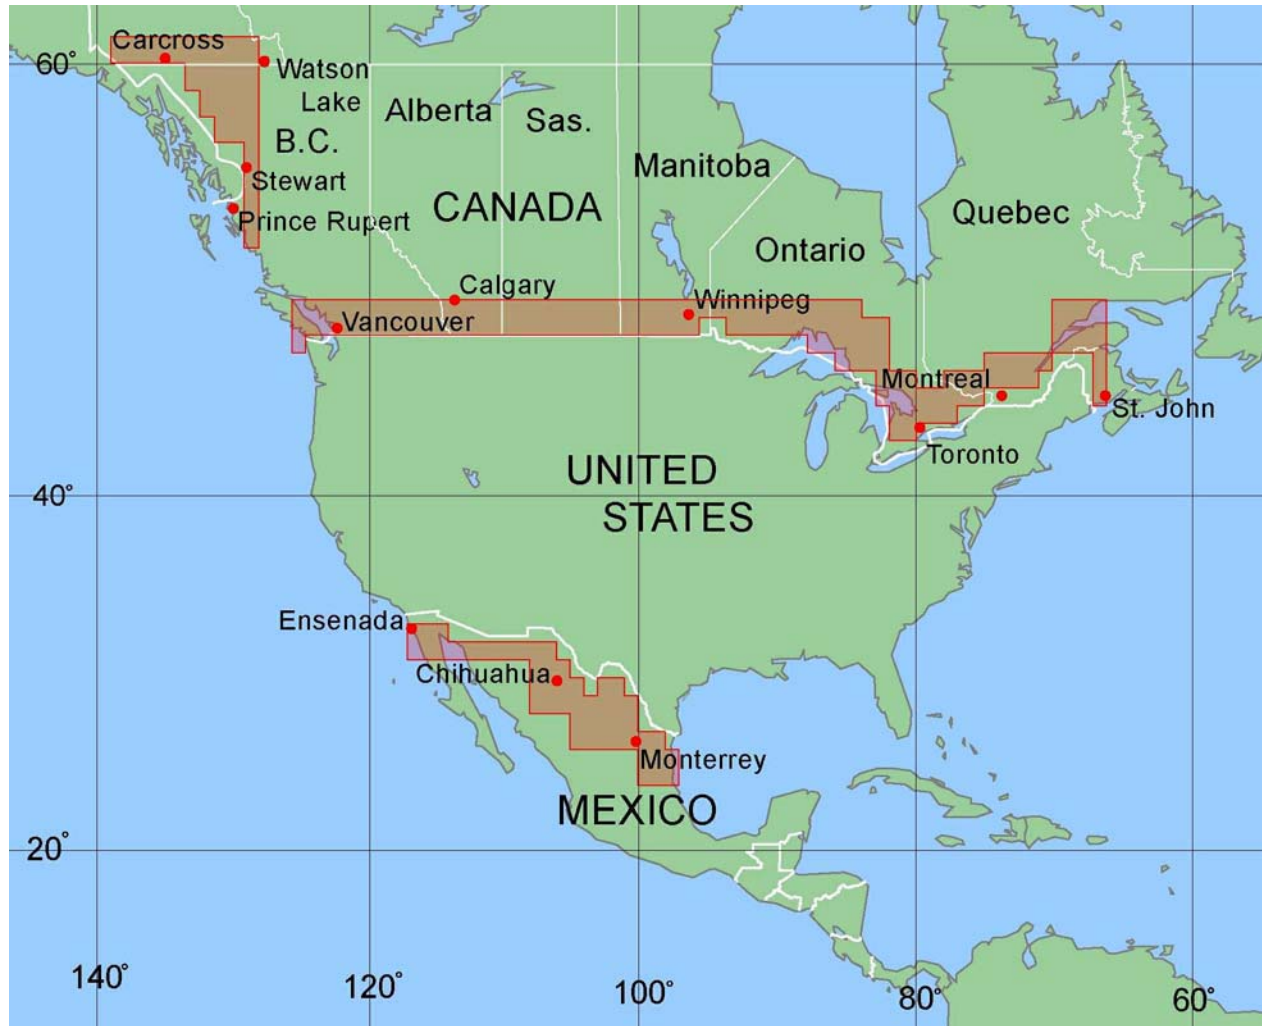 Carcross
60°
Watson
Lake
Alberta
Sas.
B.C.
Manitoba
Stewart
CANADA
Quebec
Prince Rupert
Ontario
Calgary
Winnipeg
Vancouver
Montreal
St. John
Toronto
UNITED
STATES
40°
Ensenada
Chihuahua
Monterrey
MEXICO
20°
140°
120°
100°
80°
60°